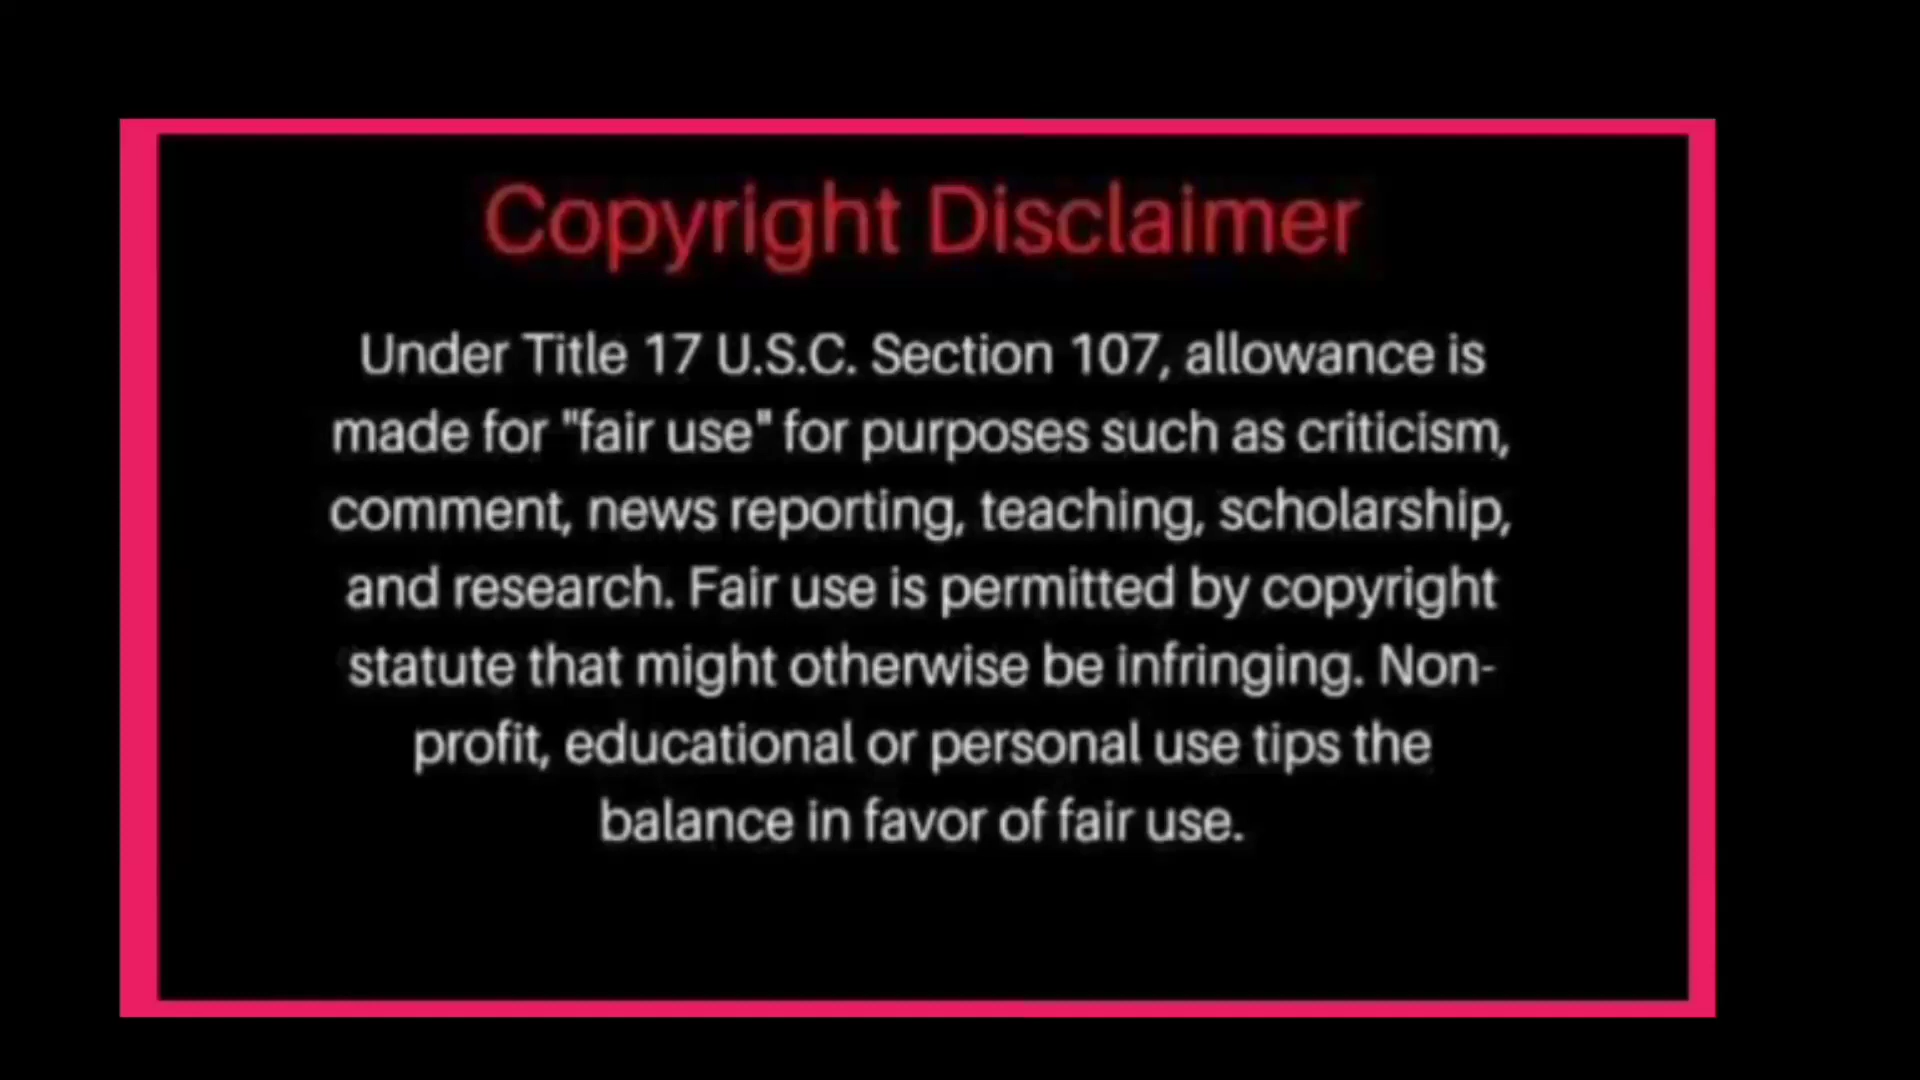 Copyright Disclaimer
Under Title 17 U.S.C. Section 107, allowance is
made for "fair use" for purposes such as criticism,
comment, news reporting, teaching, scholarship,
and research. Fair use is permitted by copyright
statute that might otherwise be infringing. Non-
profit, educational or personal use tips the
balance in favor of fair use.